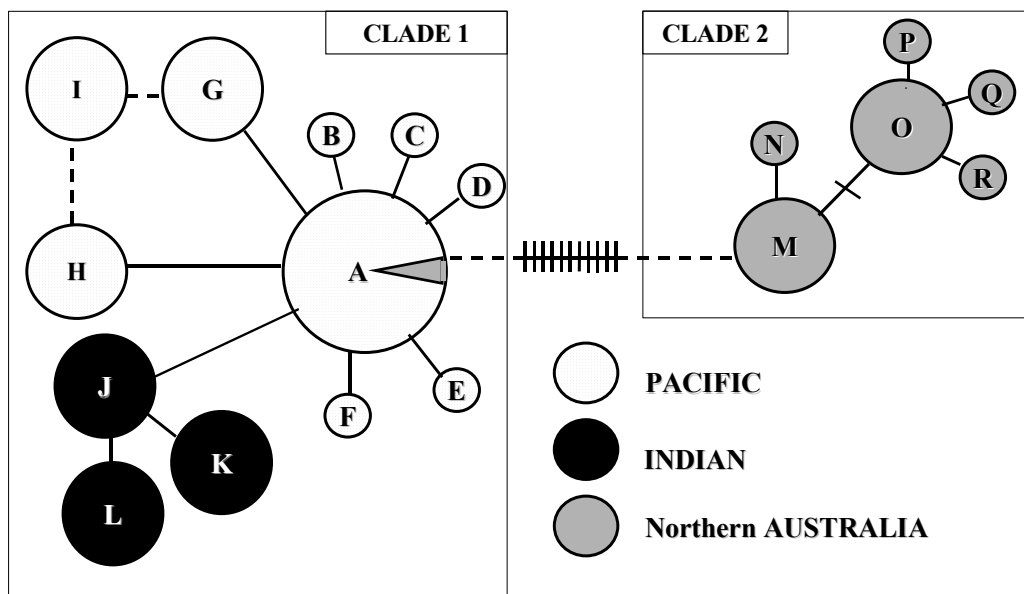 CLADE 1
CLADE 2
I
G
B
C
D
H
A
J
K
L
F
E
P
Q
O
R
N
M
PACIFIC
INDIAN
Northern AUSTRALIA